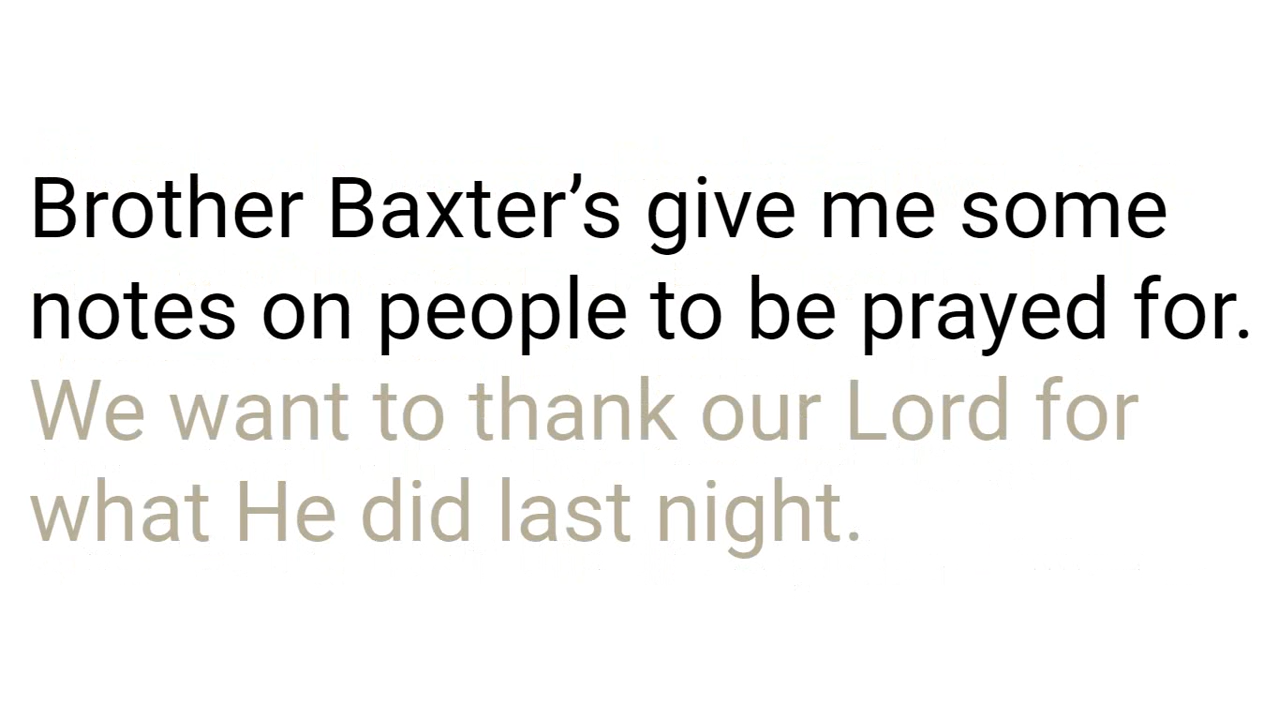 Brother Baxter’s give me some
notes on people to be prayed for.
We want to thank our Lord for
what He did last night.